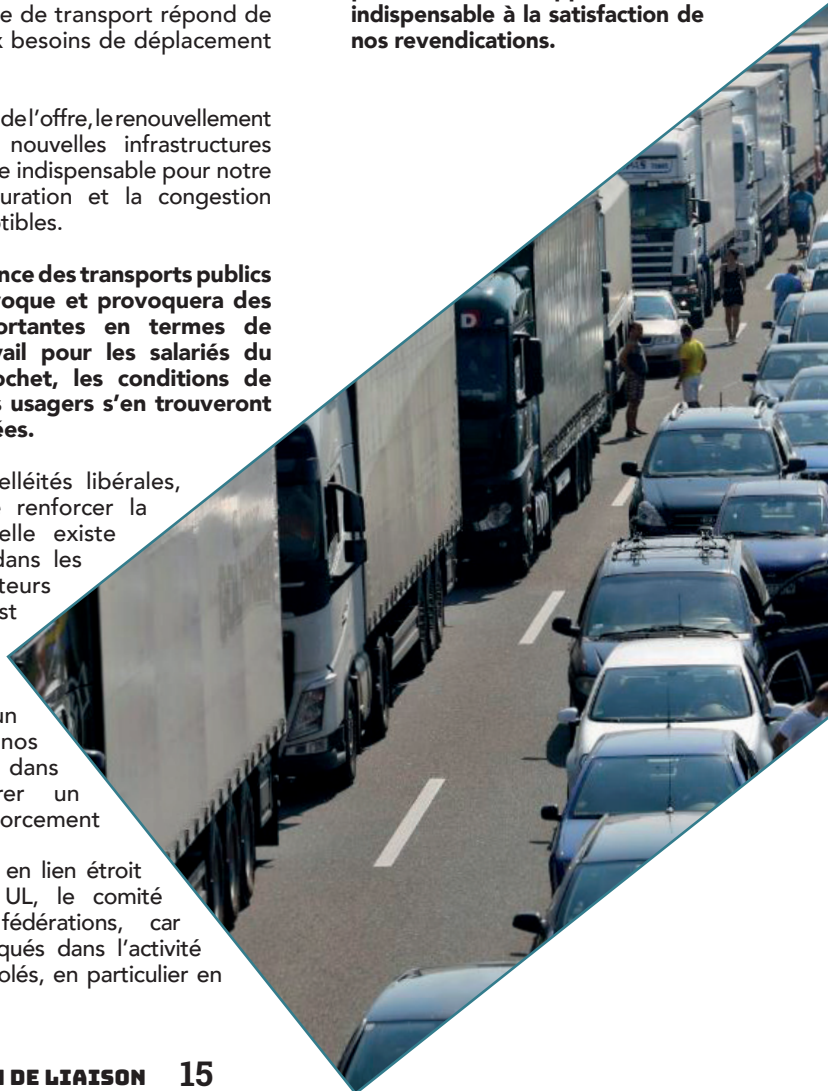 e de transport répond de
x besoins de déplacement
de l'offre, le renouvellement
nouvelles infrastructures
e indispensable pour notre
uration et la congestion
tibles.
nce des transports publics
voque et provoquera des
ortantes en termes de
vail pour les salariés du
ochet, les conditions de
s usagers s'en trouveront
ées.
elléités libérales,
renforcer la
elle existe
dans les
teurs
st
un
nos
dans
rer un
forcement
en lien étroit
UL, le comité
fédérations, car
qués dans l'activité
olés, en particulier en
indispensable à la satisfaction de
nos revendications.
D
N DE LIAISON 15